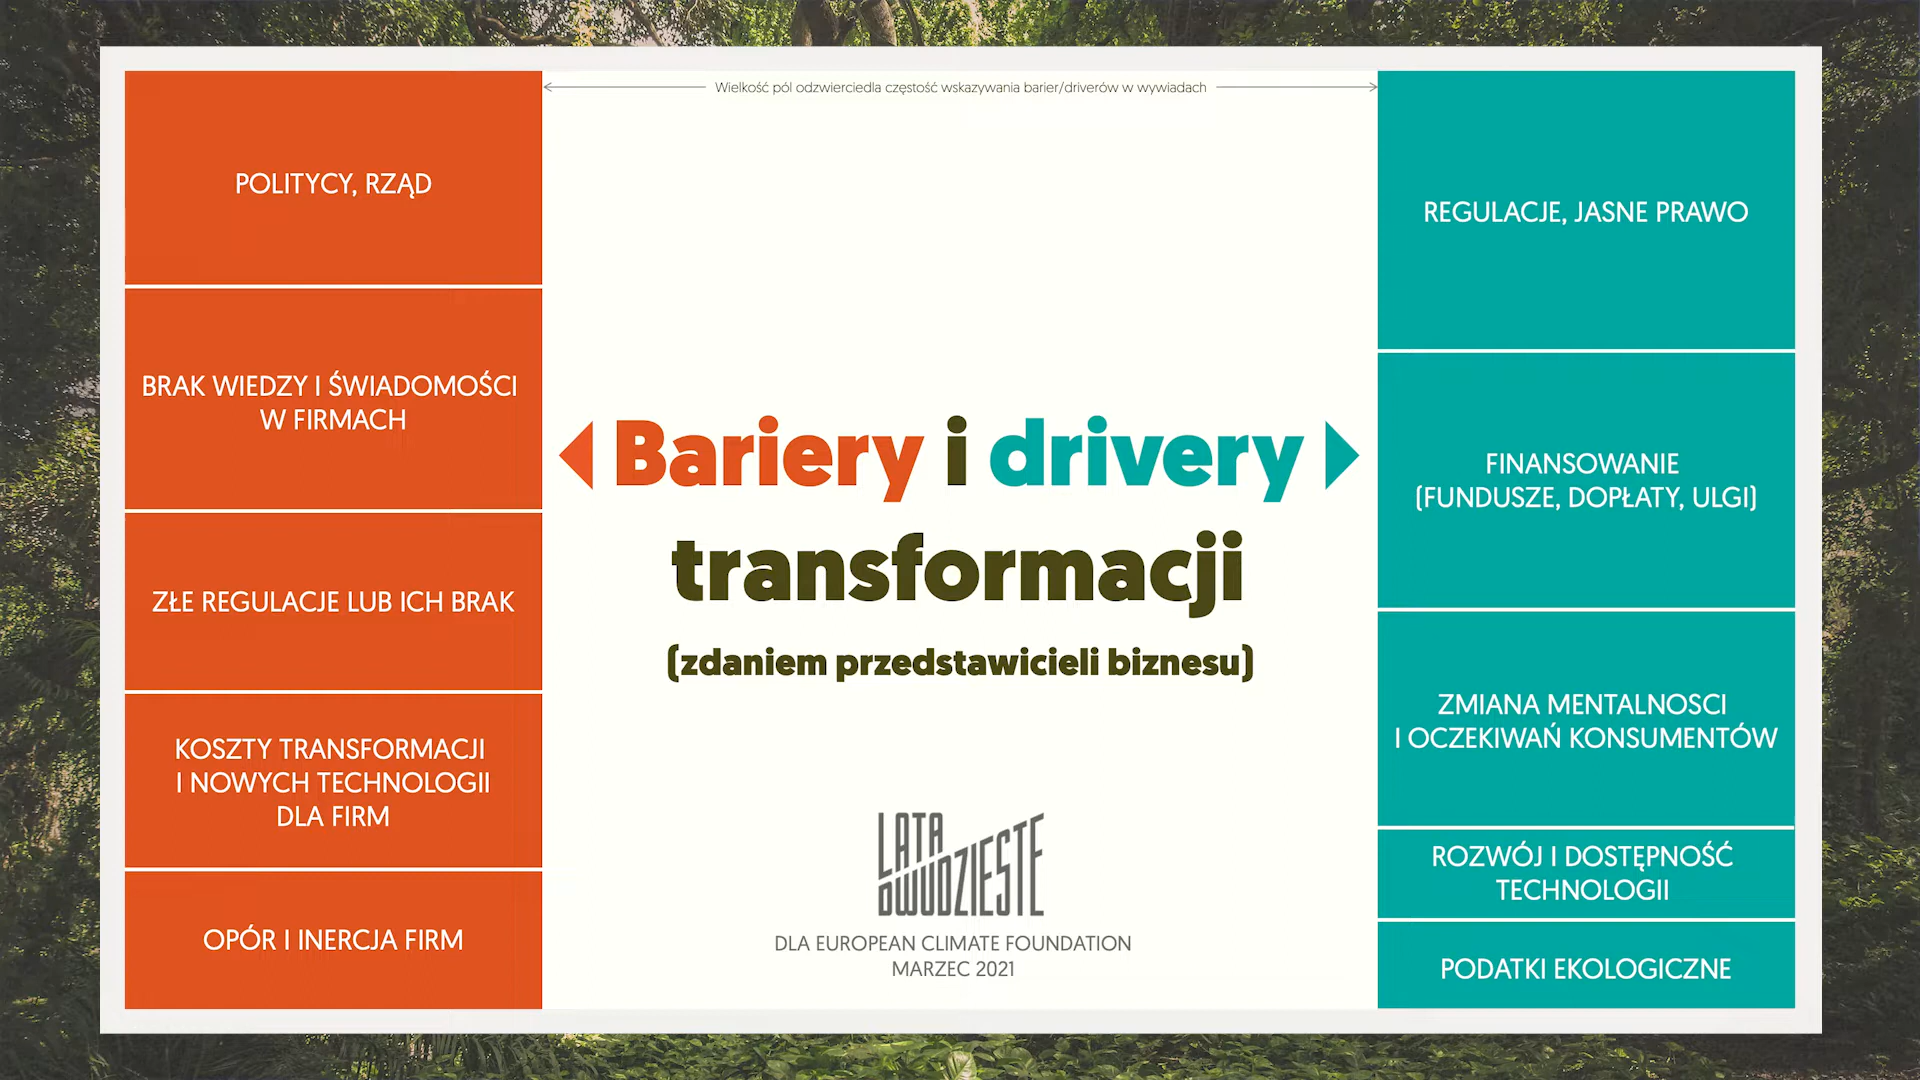 Wielkość pól odzwierciedla częstość wskazywania barier/driverów w wywiadach
POLITYCY, RZĄD
BRAK WIEDZY I ŚWIADOMOŚCI
W FIRMACH
ZŁE REGULACJE LUB ICH BRAK
KOSZTY TRANSFORMACJI
I NOWYCH TECHNOLOGII
DLA FIRM
OPÓR I INERCJA FIRM
Bariery i drivery
transformacji
(zdaniem przedstawicieli biznesu)
LATA
DWUDZIESTE
DLA EUROPEAN CLIMATE FOUNDATION
MARZEC 2021
REGULACJE, JASNE PRAWO
FINANSOWANIE
(FUNDUSZE, DOPŁATY, ULGI)
ZMIANA MENTALNOSCI
I OCZEKIWAŃ KONSUMENTÓW
ROZWÓJ I DOSTĘPNOŚĆ
TECHNOLOGII
PODATKI EKOLOGICZNE